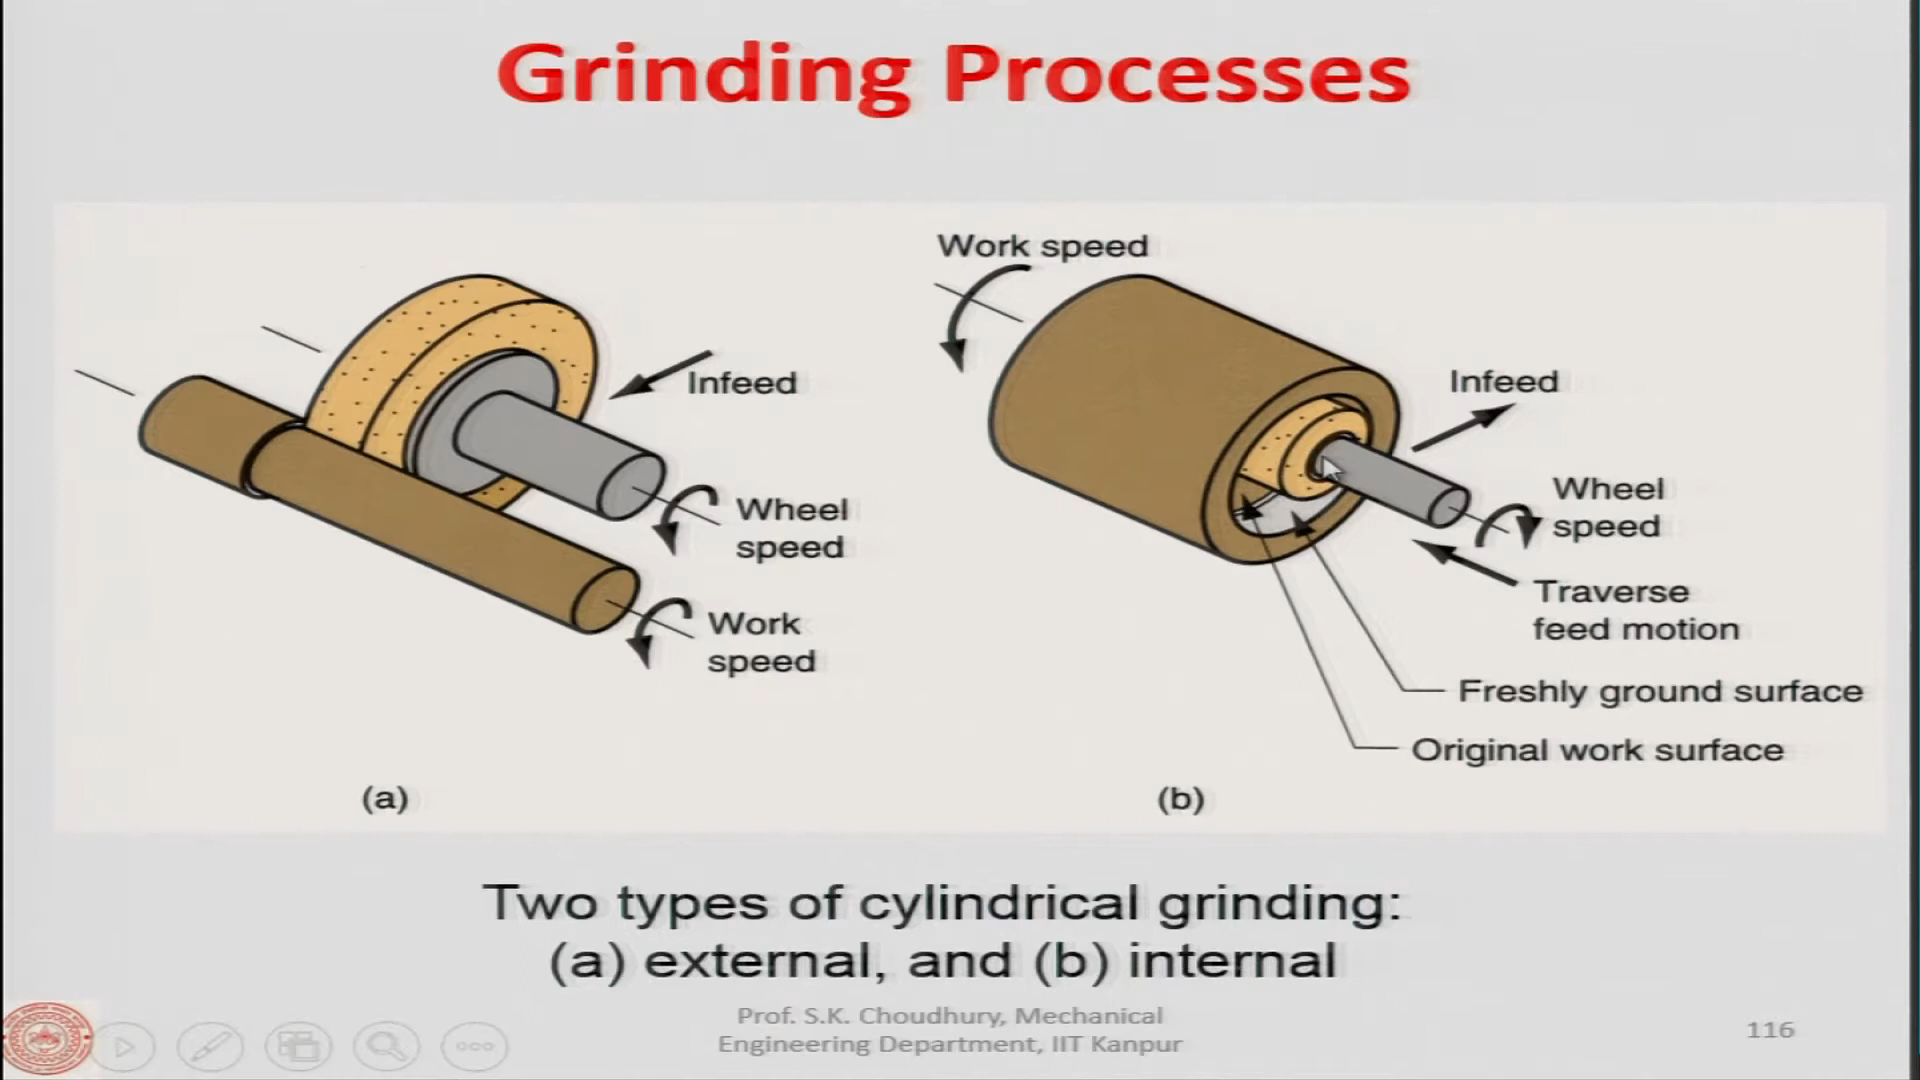 Grinding Processes
Infeed
Wheel
speed
Work
speed
(a)
Work speed
Infeed
Wheel
speed
Traverse
feed motion
Freshly ground surface
Original work surface
(b)
Two types of cylindrical grinding:
(a) external, and (b) internal
Prof. S.K. Choudhury, Mechanical
Engineering Department, IIT Kanpur
116